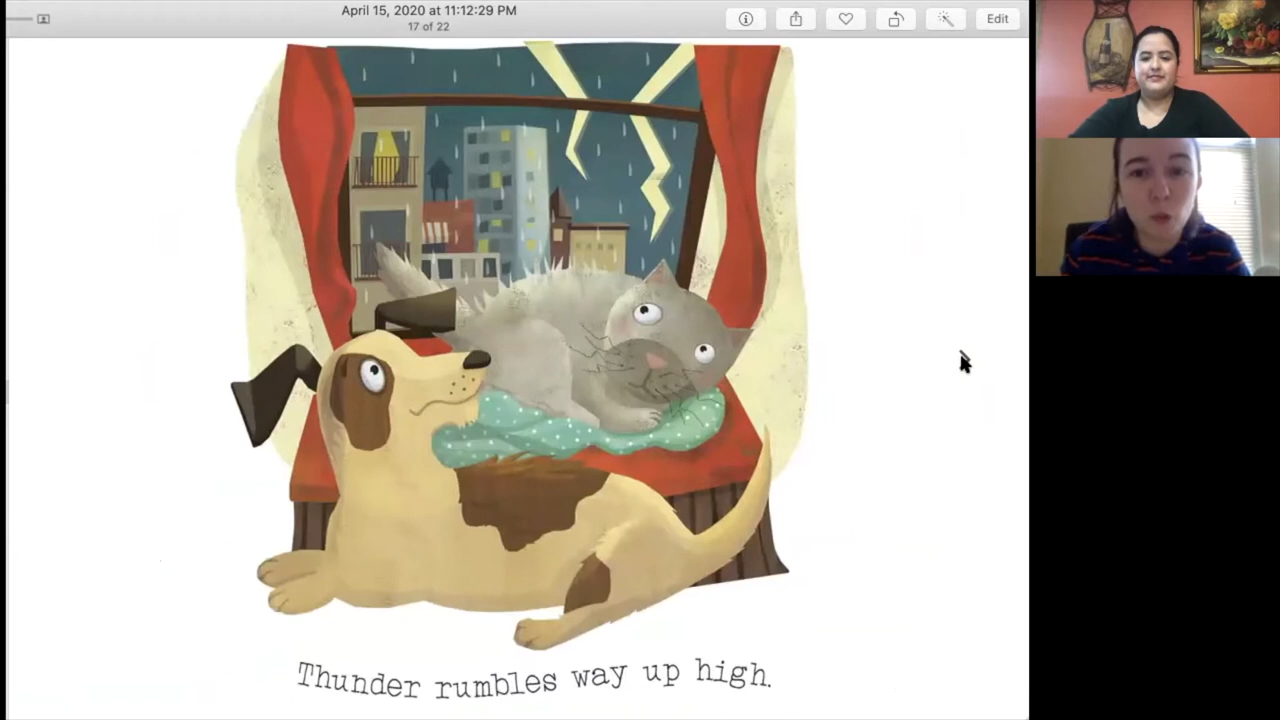 April 15, 2020 at 11:12:29 PM
17 of 22
Edit
Thunder rumbles way up high.